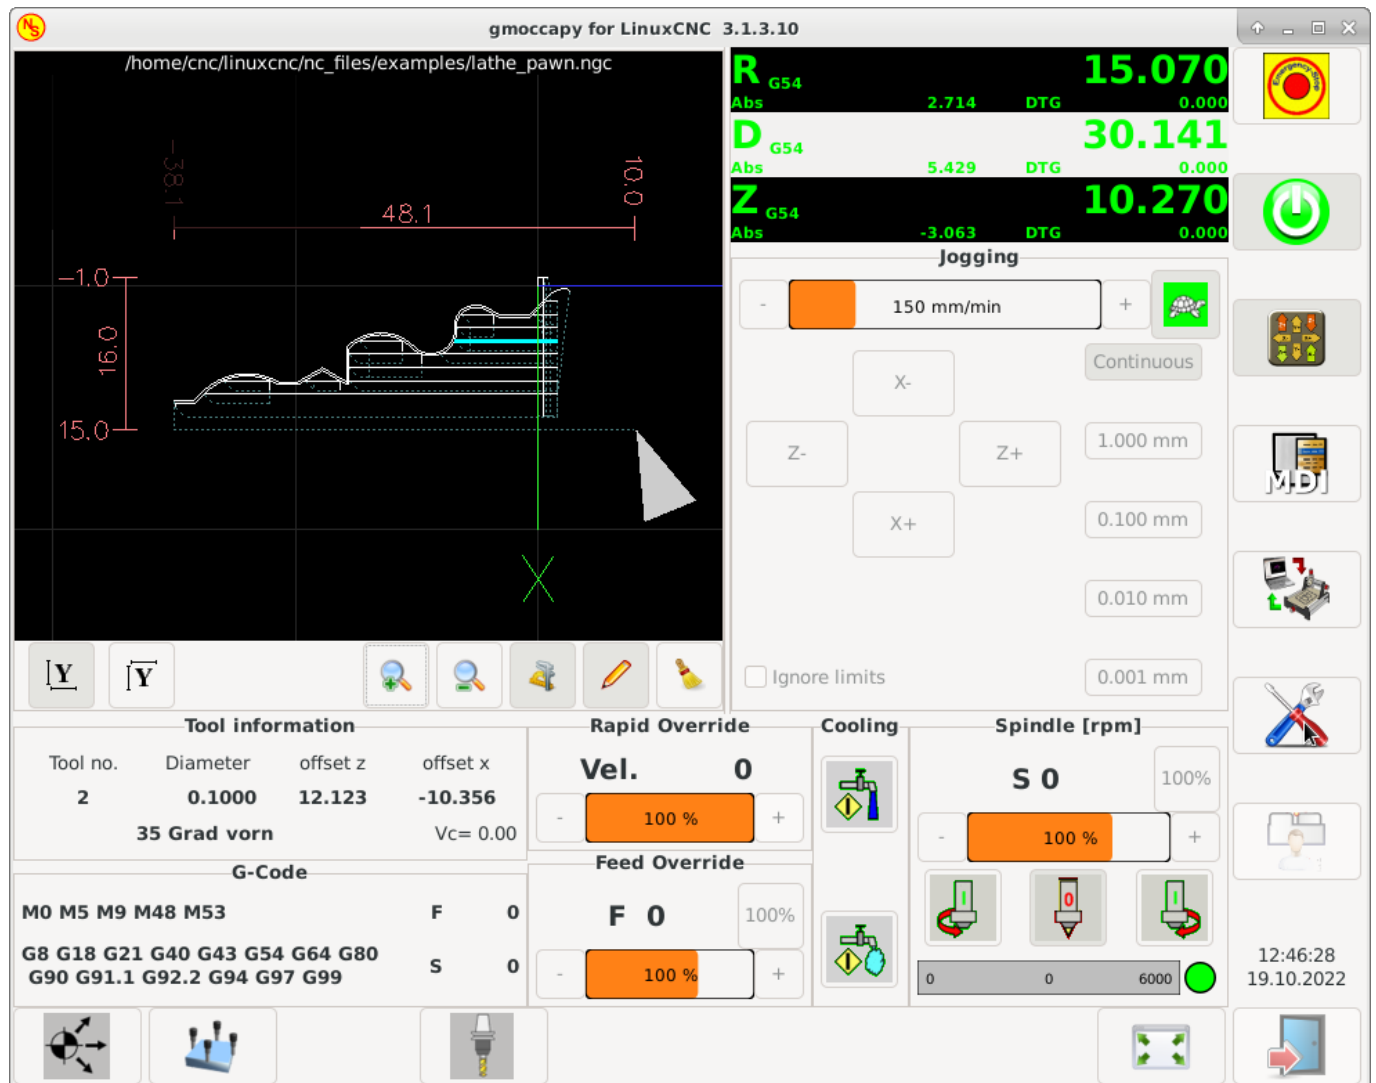 gmoccapy for LinuxCNC 3.1.3.10
/home/cnc/linuxcnc/nc_files/examples/lathe_pawn.ngc
-38.1
10.0
48.1
-1.0
16.0
15.0
X
R G54 15.070
Abs 2.714 DTG 0.000
D G54 30.141
Abs 5.429 DTG 0.000
Z G54 10.270
Abs -3.063 DTG 0.000
Emergency-Stop
Jogging
- 150 mm/min +
Continuous
X-
1.000 mm
Z- Z+
0.100 mm
X+
0.010 mm
Ignore limits
0.001 mm
MDI
Y Y
Tool information
Tool no. Diameter offset z offset x
2 0.1000 12.123 -10.356
35 Grad vorn Vc= 0.00
G-Code
M0 M5 M9 M48 M53 F 0
G8 G18 G21 G40 G43 G54 G64 G80
G90 G91.1 G92.2 G94 G97 G99
S 0
Rapid Override
Vel. 0
- 100 % +
Feed Override
F 0 100%
- 100 % +
Cooling
Spindle [rpm]
S 0 100%
- 100 % +
I 0 I
0 0 6000
12:46:28
19.10.2022